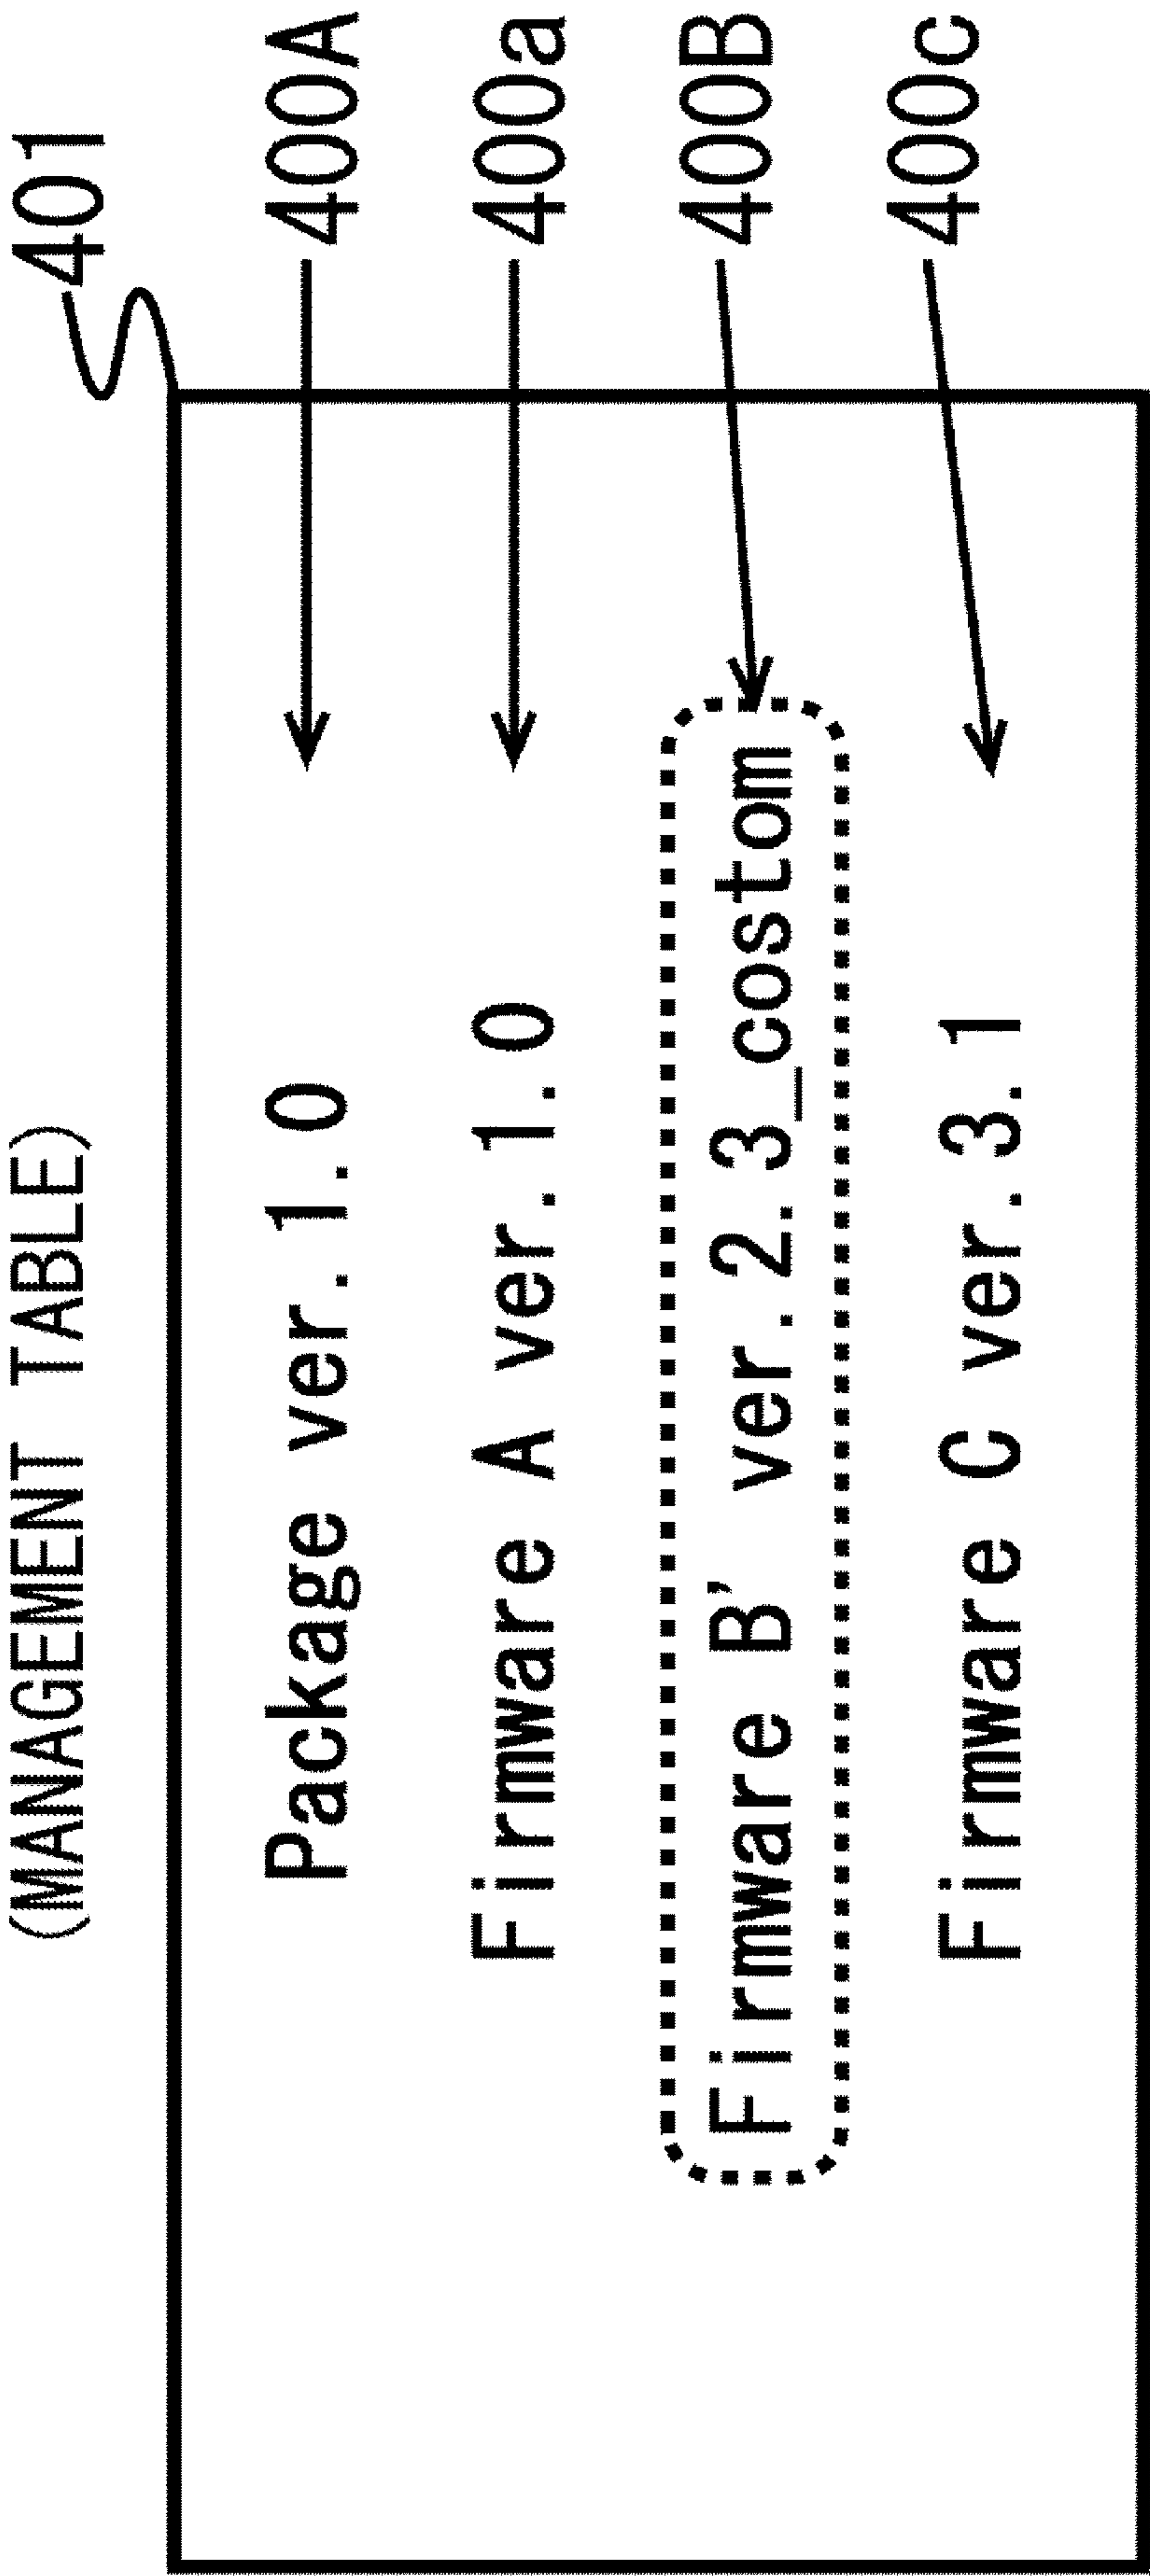 (MANAGEMENT TABLE)
401
Package ver.1.0
400A
Firmware A ver.1.0
400a
Firmware B' ver.2.3_costom
400B
Firmware C ver.3.1
400c